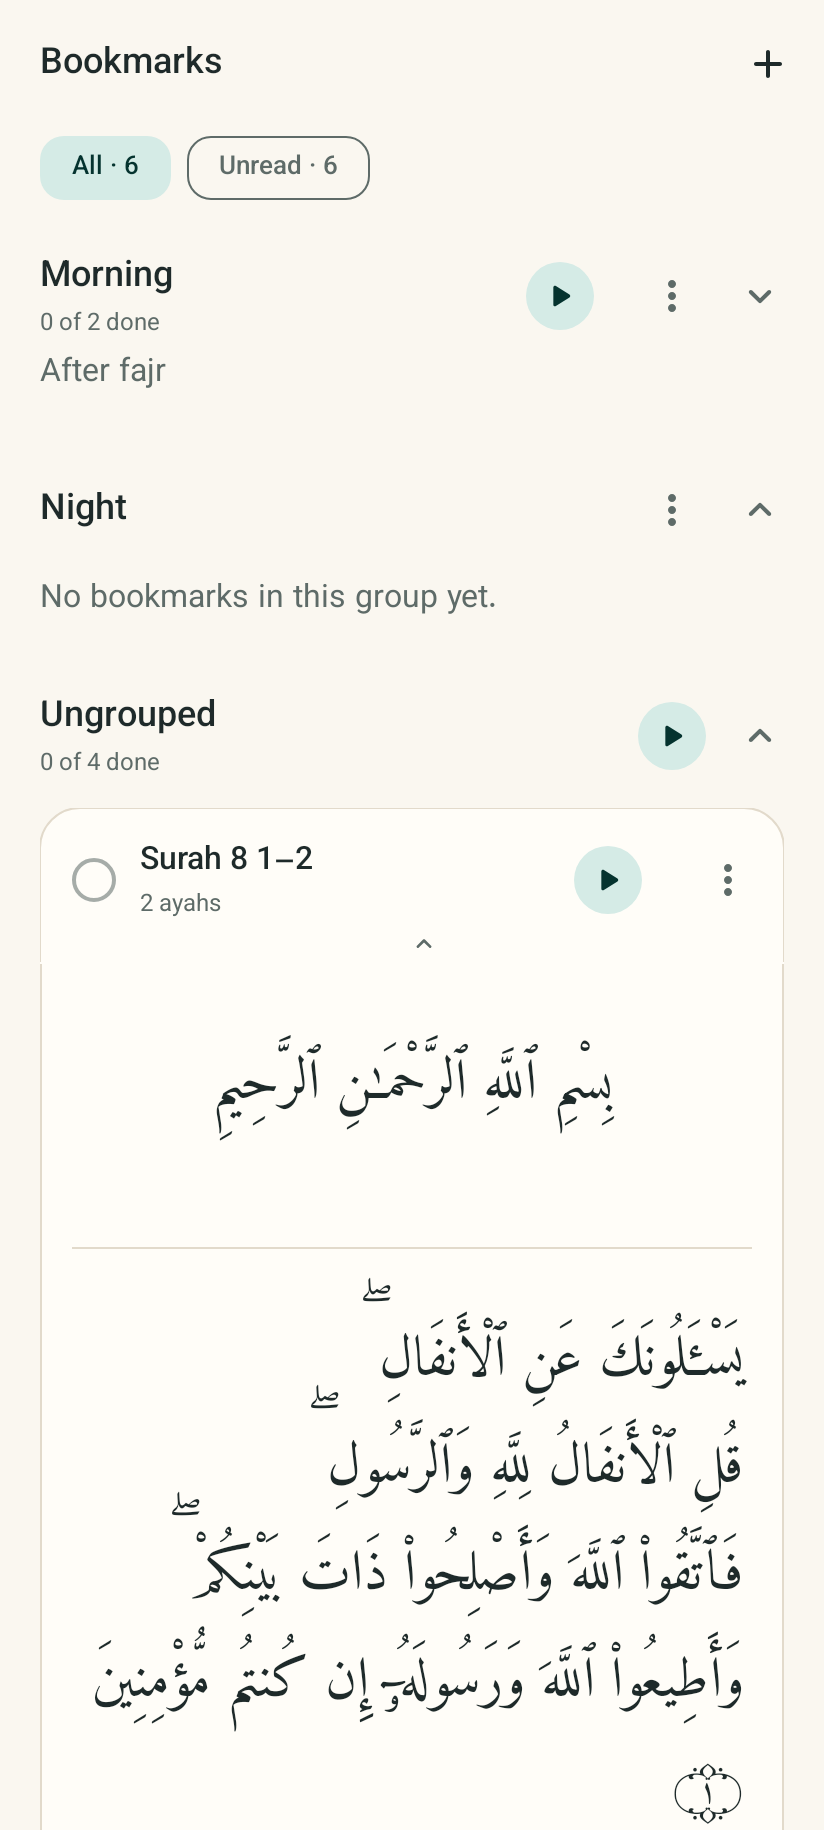 Bookmarks
All · 6
Unread · 6
Morning
0 of 2 done
After fajr
Night
No bookmarks in this group yet.
Ungrouped
0 of 4 done
Surah 8 1–2
2 ayahs
بِسْمِ ٱللَّهِ ٱلرَّحْمَـٰنِ ٱلرَّحِيمِ
يَسْـَٔلُونَكَ عَنِ ٱلْأَنفَالِ ۖ
قُلِ ٱلْأَنفَالُ لِلَّهِ وَٱلرَّسُولِ ۖ
فَٱتَّقُوا۟ ٱللَّهَ وَأَصْلِحُوا۟ ذَاتَ بَيْنِكُمْ ۖ
وَأَطِيعُوا۟ ٱللَّهَ وَرَسُولَهُۥٓ إِن كُنتُم مُّؤْمِنِينَ
١